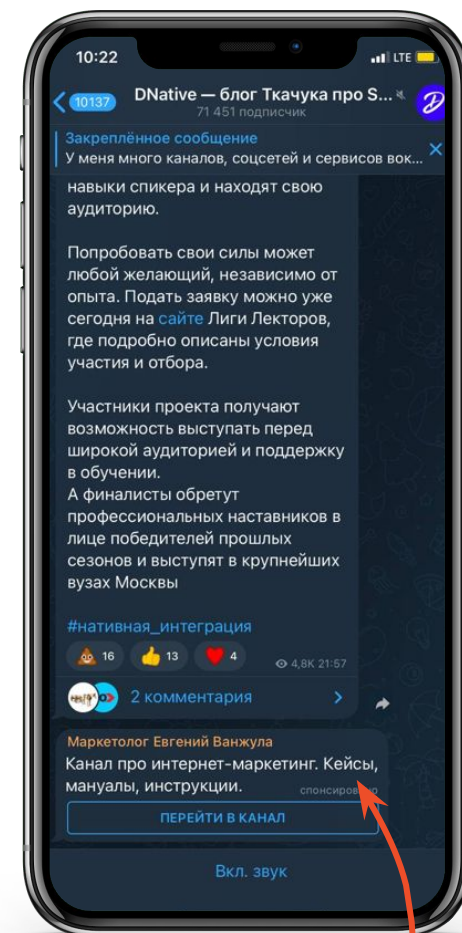 10:22
LTE
10137
DNative — блог Ткачука про S...
71 451 подписчик
Закреплённое сообщение
У меня много каналов, соцсетей и сервисов вок...
навыки спикера и находят свою
аудиторию.
Попробовать свои силы может
любой желающий, независимо от
опыта. Подать заявку можно уже
сегодня на сайте Лиги Лекторов,
где подробно описаны условия
участия и отбора.
Участники проекта получают
возможность выступать перед
широкой аудиторией и поддержку
в обучении.
А финалисты обретут
профессиональных наставников в
лице победителей прошлых
сезонов и выступят в крупнейших
вузах Москвы
#нативная_интеграция
16 13 4 4,8K 21:57
2 комментария
Маркетолог Евгений Ванжула
Канал про интернет-маркетинг. Кейсы,
мануалы, инструкции.
ПЕРЕЙТИ В КАНАЛ
Вкл. звук